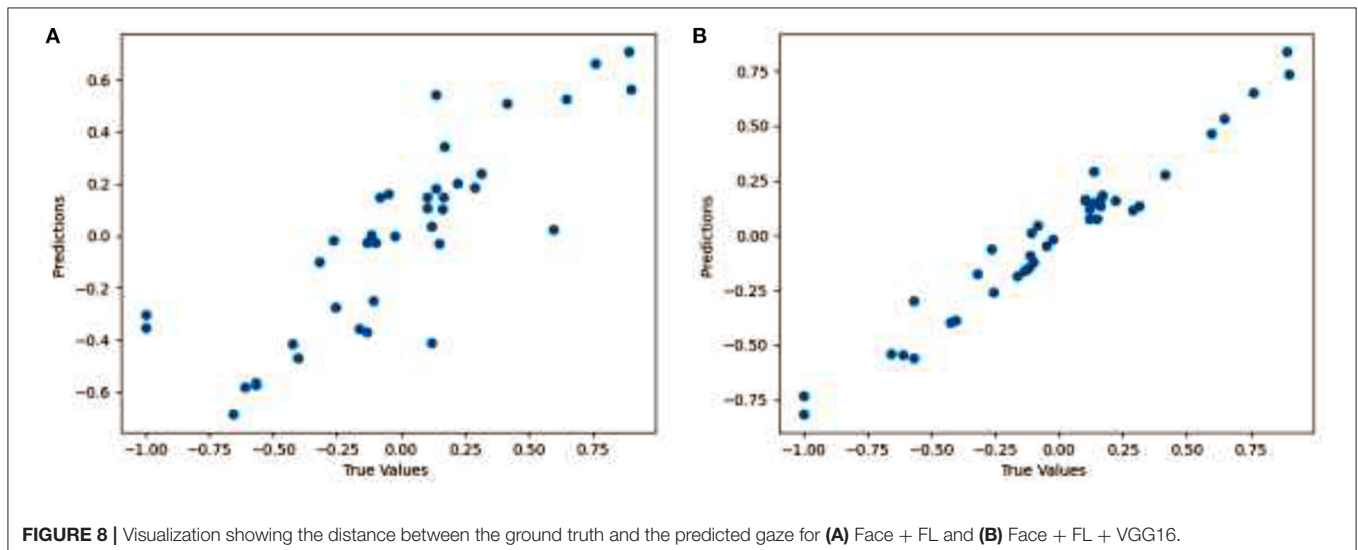 A
0.6
0.4
0.2
0.0
−0.2
−0.4
−0.6
Predictions
−1.00 −0.75 −0.50 −0.25 0.00 0.25 0.50 0.75
True Values
B
0.75
0.50
0.25
0.00
−0.25
−0.50
−0.75
Predictions
−1.00 −0.75 −0.50 −0.25 0.00 0.25 0.50 0.75
True Values
FIGURE 8 | Visualization showing the distance between the ground truth and the predicted gaze for (A) Face + FL and (B) Face + FL + VGG16.